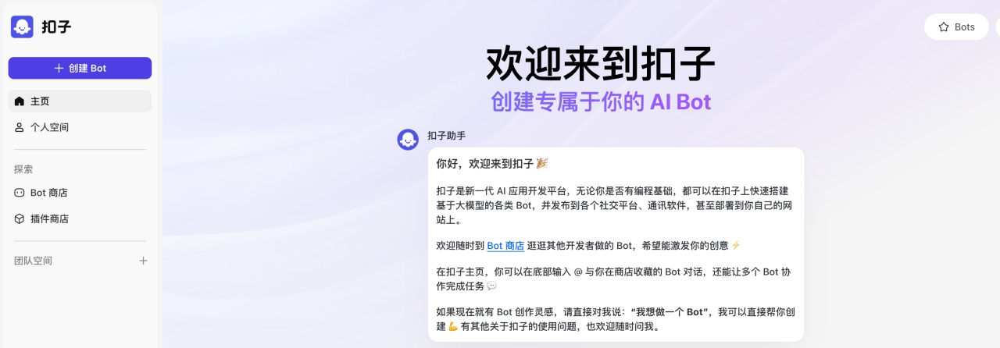 扣子
创建 Bot
主页
个人空间
探索
Bot 商店
插件商店
团队空间
Bots
欢迎来到扣子
创建专属于你的 AI Bot
扣子助手
你好，欢迎来到扣子 🎉
扣子是新一代 AI 应用开发平台，无论你是否有编程基础，都可以在扣子上快速搭建
基于大模型的各类 Bot，并发布到各个社交平台、通讯软件，甚至部署到你自己的网
站上。
欢迎随时到 Bot 商店 逛逛其他开发者做的 Bot，希望能激发你的创意 ⚡
在扣子主页，你可以在底部输入 @ 与你在商店收藏的 Bot 对话，还能让多个 Bot 协
作完成任务 💬
如果现在就有 Bot 创作灵感，请直接对我说：“我想做一个 Bot”，我可以直接帮你创
建 💪 有其他关于扣子的使用问题，也欢迎随时问我。